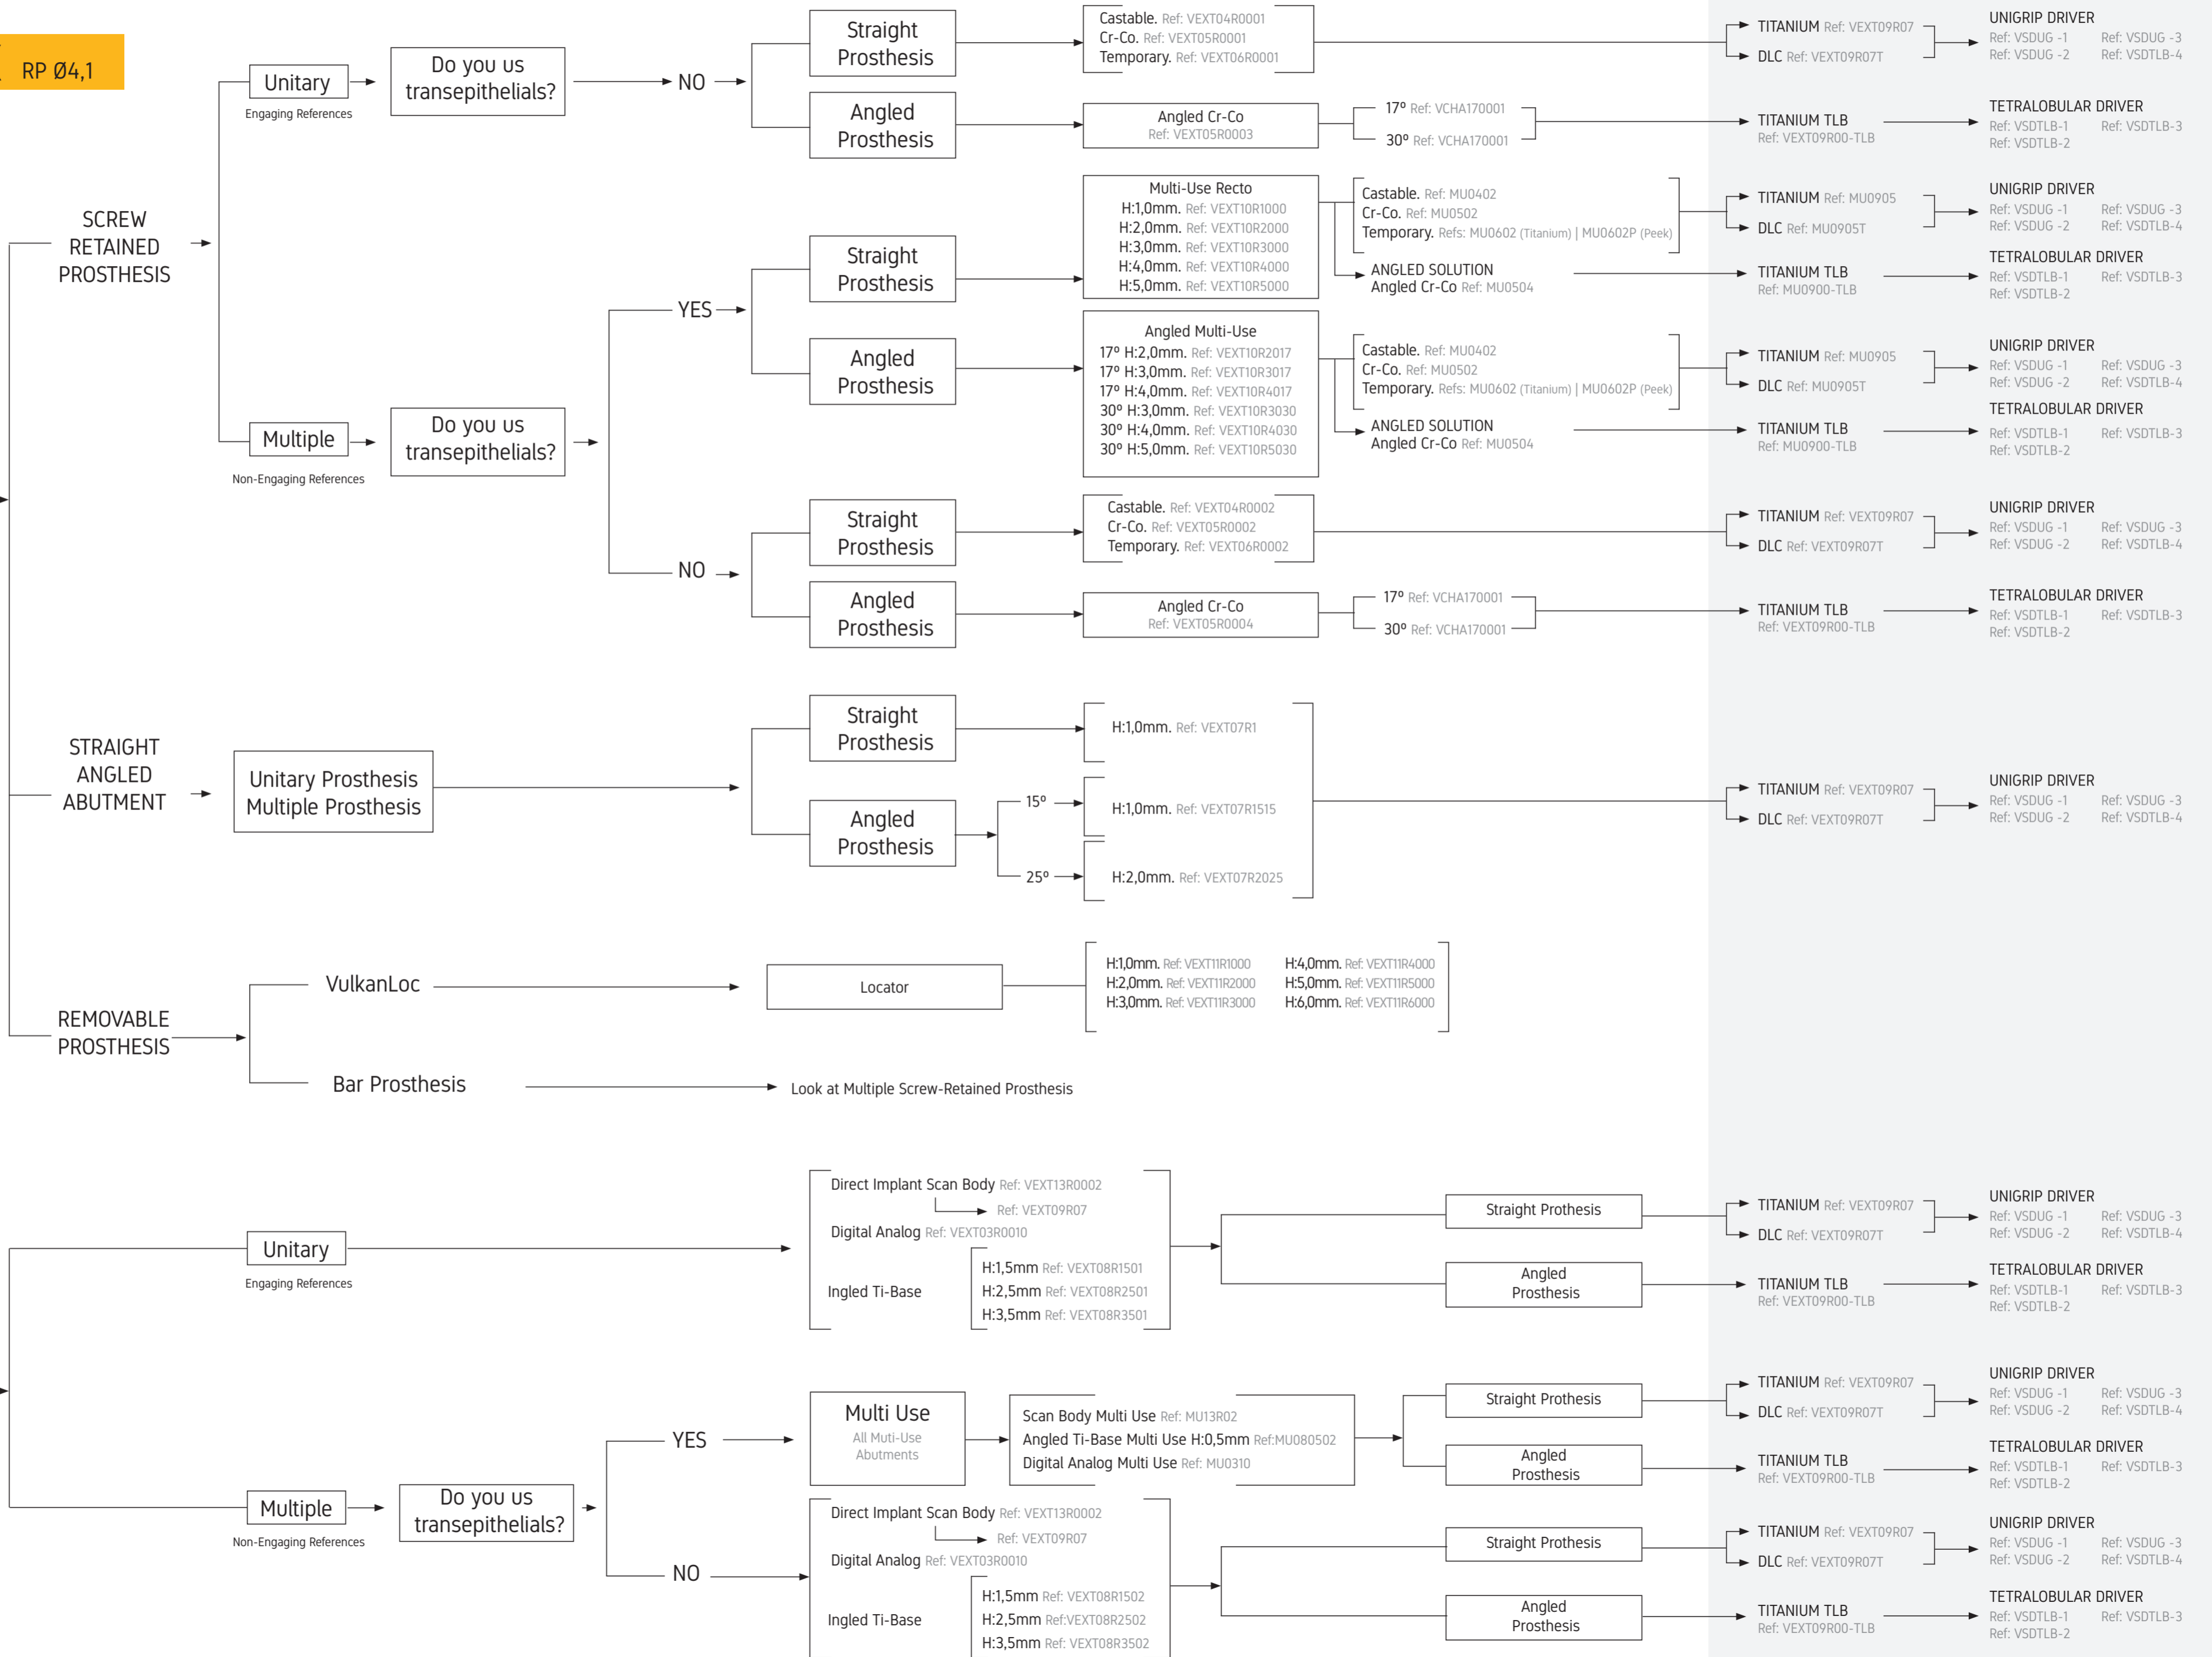 RP Ø4,1
SCREW
RETAINED
PROSTHESIS
Unitary
Engaging References
Do you us
transepithelials?
NO
Straight
Prosthesis
Castable. Ref: VEXT04R0001
Cr-Co. Ref: VEXT05R0001
Temporary. Ref: VEXT06R0001
TITANIUM Ref: VEXT09R07
DLC Ref: VEXT09R07T
UNIGRIP DRIVER
Ref: VSDUG -1 Ref: VSDUG -3
Ref: VSDUG -2 Ref: VSDTLB-4
Angled
Prosthesis
Angled Cr-Co
Ref: VEXT05R0003
17º Ref: VCHA170001
30º Ref: VCHA170001
TITANIUM TLB
Ref: VEXT09R00-TLB
TETRALOBULAR DRIVER
Ref: VSDTLB-1 Ref: VSDTLB-3
Ref: VSDTLB-2
Multiple
Non-Engaging References
Do you us
transepithelials?
YES
Straight
Prosthesis
Multi-Use Recto
H:1,0mm. Ref: VEXT10R1000
H:2,0mm. Ref: VEXT10R2000
H:3,0mm. Ref: VEXT10R3000
H:4,0mm. Ref: VEXT10R4000
H:5,0mm. Ref: VEXT10R5000
Castable. Ref: MU0402
Cr-Co. Ref: MU0502
Temporary. Refs: MU0602 (Titanium) | MU0602P (Peek)
TITANIUM Ref: MU0905
DLC Ref: MU0905T
UNIGRIP DRIVER
Ref: VSDUG -1 Ref: VSDUG -3
Ref: VSDUG -2 Ref: VSDTLB-4
ANGLED SOLUTION
Angled Cr-Co Ref: MU0504
TITANIUM TLB
Ref: MU0900-TLB
TETRALOBULAR DRIVER
Ref: VSDTLB-1 Ref: VSDTLB-3
Ref: VSDTLB-2
Angled
Prosthesis
Angled Multi-Use
17º H:2,0mm. Ref: VEXT10R2017
17º H:3,0mm. Ref: VEXT10R3017
17º H:4,0mm. Ref: VEXT10R4017
30º H:3,0mm. Ref: VEXT10R3030
30º H:4,0mm. Ref: VEXT10R4030
30º H:5,0mm. Ref: VEXT10R5030
Castable. Ref: MU0402
Cr-Co. Ref: MU0502
Temporary. Refs: MU0602 (Titanium) | MU0602P (Peek)
TITANIUM Ref: MU0905
DLC Ref: MU0905T
UNIGRIP DRIVER
Ref: VSDUG -1 Ref: VSDUG -3
Ref: VSDUG -2 Ref: VSDTLB-4
ANGLED SOLUTION
Angled Cr-Co Ref: MU0504
TITANIUM TLB
Ref: MU0900-TLB
TETRALOBULAR DRIVER
Ref: VSDTLB-1 Ref: VSDTLB-3
Ref: VSDTLB-2
NO
Straight
Prosthesis
Castable. Ref: VEXT04R0002
Cr-Co. Ref: VEXT05R0002
Temporary. Ref: VEXT06R0002
TITANIUM Ref: VEXT09R07
DLC Ref: VEXT09R07T
UNIGRIP DRIVER
Ref: VSDUG -1 Ref: VSDUG -3
Ref: VSDUG -2 Ref: VSDTLB-4
Angled
Prosthesis
Angled Cr-Co
Ref: VEXT05R0004
17º Ref: VCHA170001
30º Ref: VCHA170001
TITANIUM TLB
Ref: VEXT09R00-TLB
TETRALOBULAR DRIVER
Ref: VSDTLB-1 Ref: VSDTLB-3
Ref: VSDTLB-2
STRAIGHT
ANGLED
ABUTMENT
Unitary Prosthesis
Multiple Prosthesis
Straight
Prosthesis
H:1,0mm. Ref: VEXT07R1
Angled
Prosthesis
15º
H:1,0mm. Ref: VEXT07R1515
25º
H:2,0mm. Ref: VEXT07R2025
TITANIUM Ref: VEXT09R07
DLC Ref: VEXT09R07T
UNIGRIP DRIVER
Ref: VSDUG -1 Ref: VSDUG -3
Ref: VSDUG -2 Ref: VSDTLB-4
REMOVABLE
PROSTHESIS
VulkanLoc
Locator
H:1,0mm. Ref: VEXT11R1000 H:4,0mm. Ref: VEXT11R4000
H:2,0mm. Ref: VEXT11R2000 H:5,0mm. Ref: VEXT11R5000
H:3,0mm. Ref: VEXT11R3000 H:6,0mm. Ref: VEXT11R6000
Bar Prosthesis
Look at Multiple Screw-Retained Prosthesis
Unitary
Engaging References
Direct Implant Scan Body Ref: VEXT13R0002
Ref: VEXT09R07
Digital Analog Ref: VEXT03R0010
Ingled Ti-Base
H:1,5mm Ref: VEXT08R1501
H:2,5mm Ref: VEXT08R2501
H:3,5mm Ref: VEXT08R3501
Straight Prothesis
TITANIUM Ref: VEXT09R07
DLC Ref: VEXT09R07T
UNIGRIP DRIVER
Ref: VSDUG -1 Ref: VSDUG -3
Ref: VSDUG -2 Ref: VSDTLB-4
Angled
Prosthesis
TITANIUM TLB
Ref: VEXT09R00-TLB
TETRALOBULAR DRIVER
Ref: VSDTLB-1 Ref: VSDTLB-3
Ref: VSDTLB-2
Multiple
Non-Engaging References
Do you us
transepithelials?
YES
Multi Use
All Muti-Use
Abutments
Scan Body Multi Use Ref: MU13R02
Angled Ti-Base Multi Use H:0,5mm Ref:MU080502
Digital Analog Multi Use Ref: MU0310
Straight Prothesis
TITANIUM Ref: VEXT09R07
DLC Ref: VEXT09R07T
UNIGRIP DRIVER
Ref: VSDUG -1 Ref: VSDUG -3
Ref: VSDUG -2 Ref: VSDTLB-4
Angled
Prosthesis
TITANIUM TLB
Ref: VEXT09R00-TLB
TETRALOBULAR DRIVER
Ref: VSDTLB-1 Ref: VSDTLB-3
Ref: VSDTLB-2
NO
Direct Implant Scan Body Ref: VEXT13R0002
Ref: VEXT09R07
Digital Analog Ref: VEXT03R0010
Ingled Ti-Base
H:1,5mm Ref: VEXT08R1502
H:2,5mm Ref:VEXT08R2502
H:3,5mm Ref: VEXT08R3502
Straight Prothesis
TITANIUM Ref: VEXT09R07
DLC Ref: VEXT09R07T
UNIGRIP DRIVER
Ref: VSDUG -1 Ref: VSDUG -3
Ref: VSDUG -2 Ref: VSDTLB-4
Angled
Prosthesis
TITANIUM TLB
Ref: VEXT09R00-TLB
TETRALOBULAR DRIVER
Ref: VSDTLB-1 Ref: VSDTLB-3
Ref: VSDTLB-2